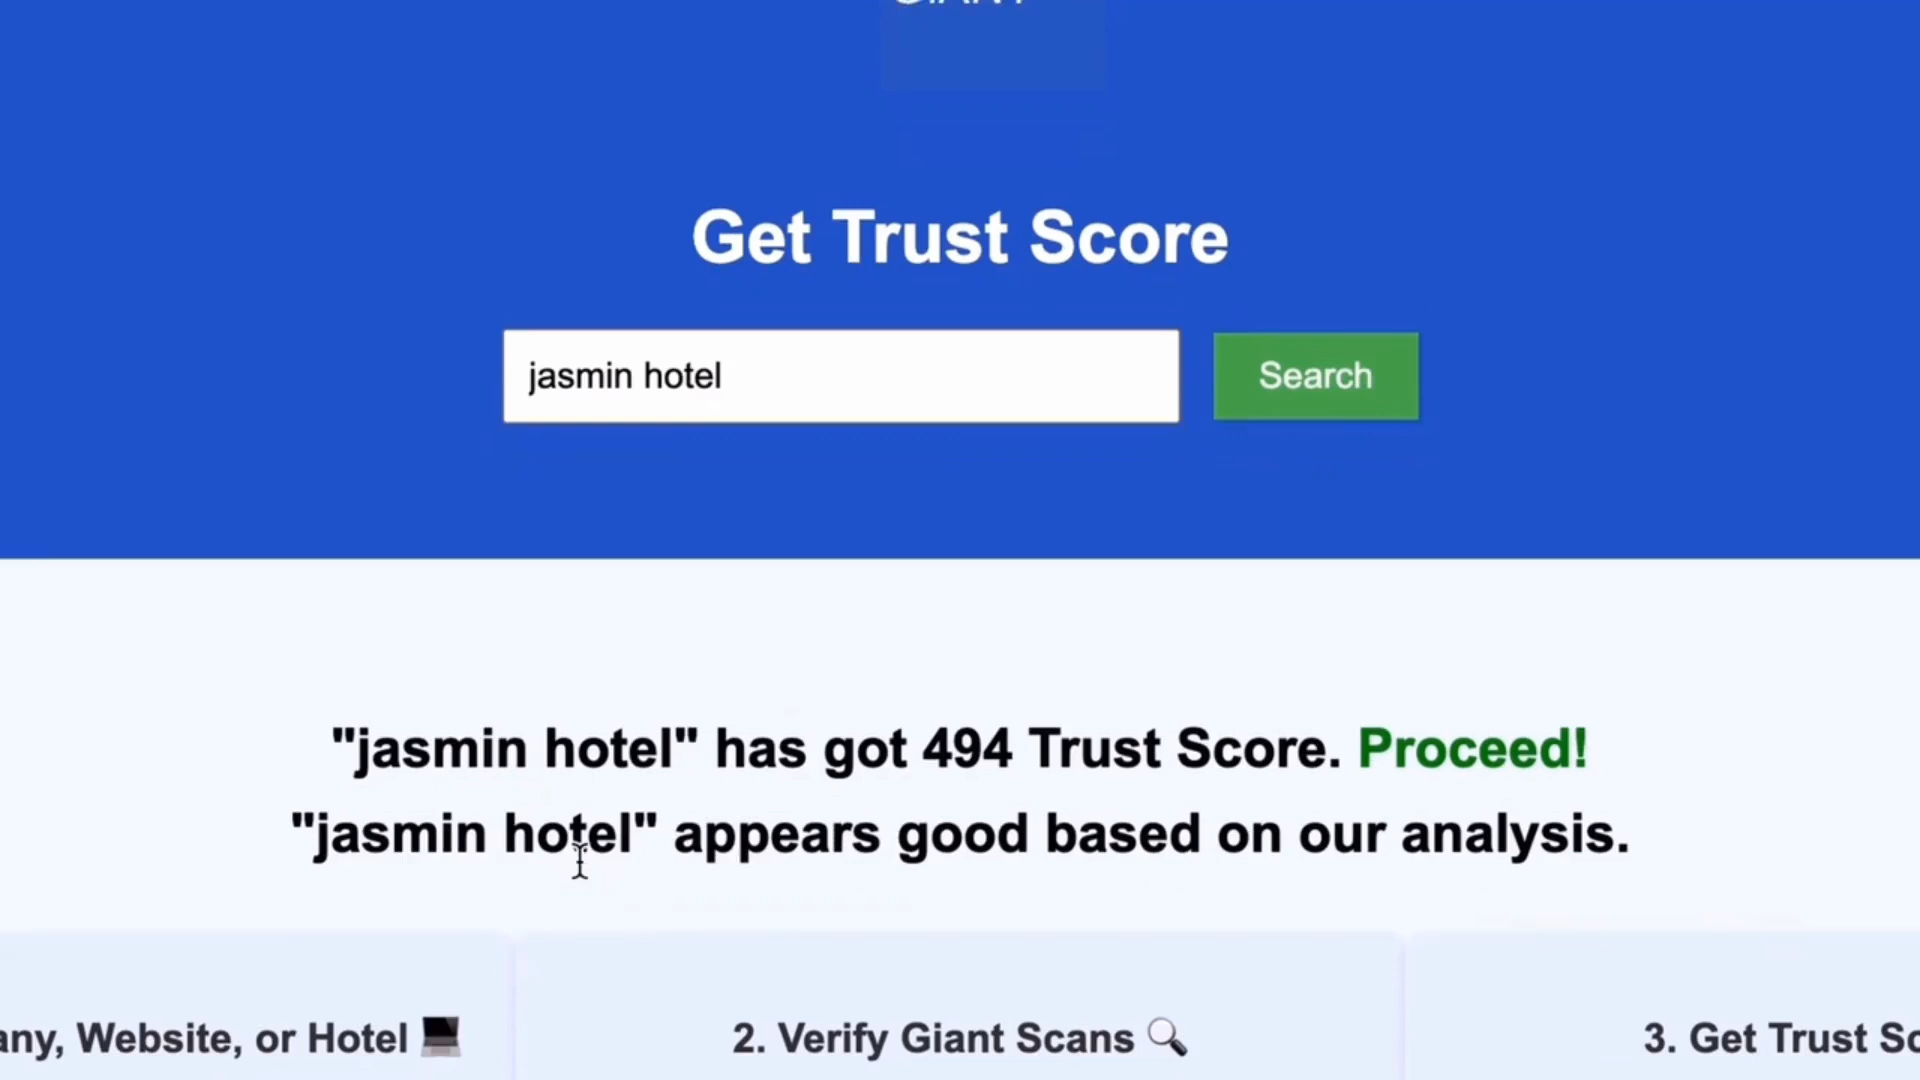 Get Trust Score
jasmin hotel
Search
"jasmin hotel" has got 494 Trust Score. Proceed!
"jasmin hotel" appears good based on our analysis.
any, Website, or Hotel 💻
2. Verify Giant Scans 🔍
3. Get Trust Sc